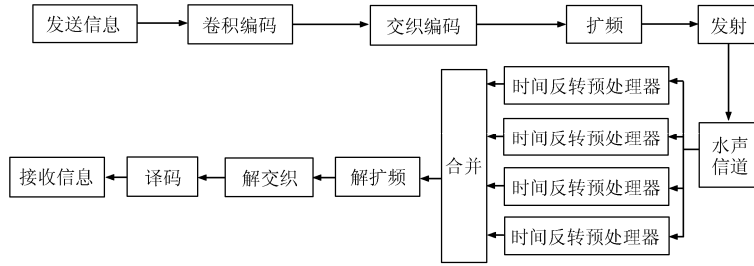 发送信息
卷积编码
交织编码
扩频
发射
水声
信道
时间反转预处理器
时间反转预处理器
时间反转预处理器
时间反转预处理器
合并
解扩频
解交织
译码
接收信息